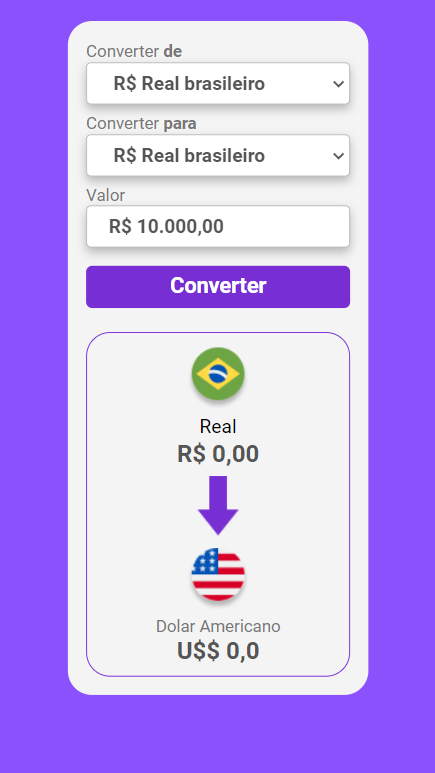 Converter de
R$ Real brasileiro
Converter para
R$ Real brasileiro
Valor
R$ 10.000,00
Converter
Real
R$ 0,00
Dolar Americano
U$$ 0,0